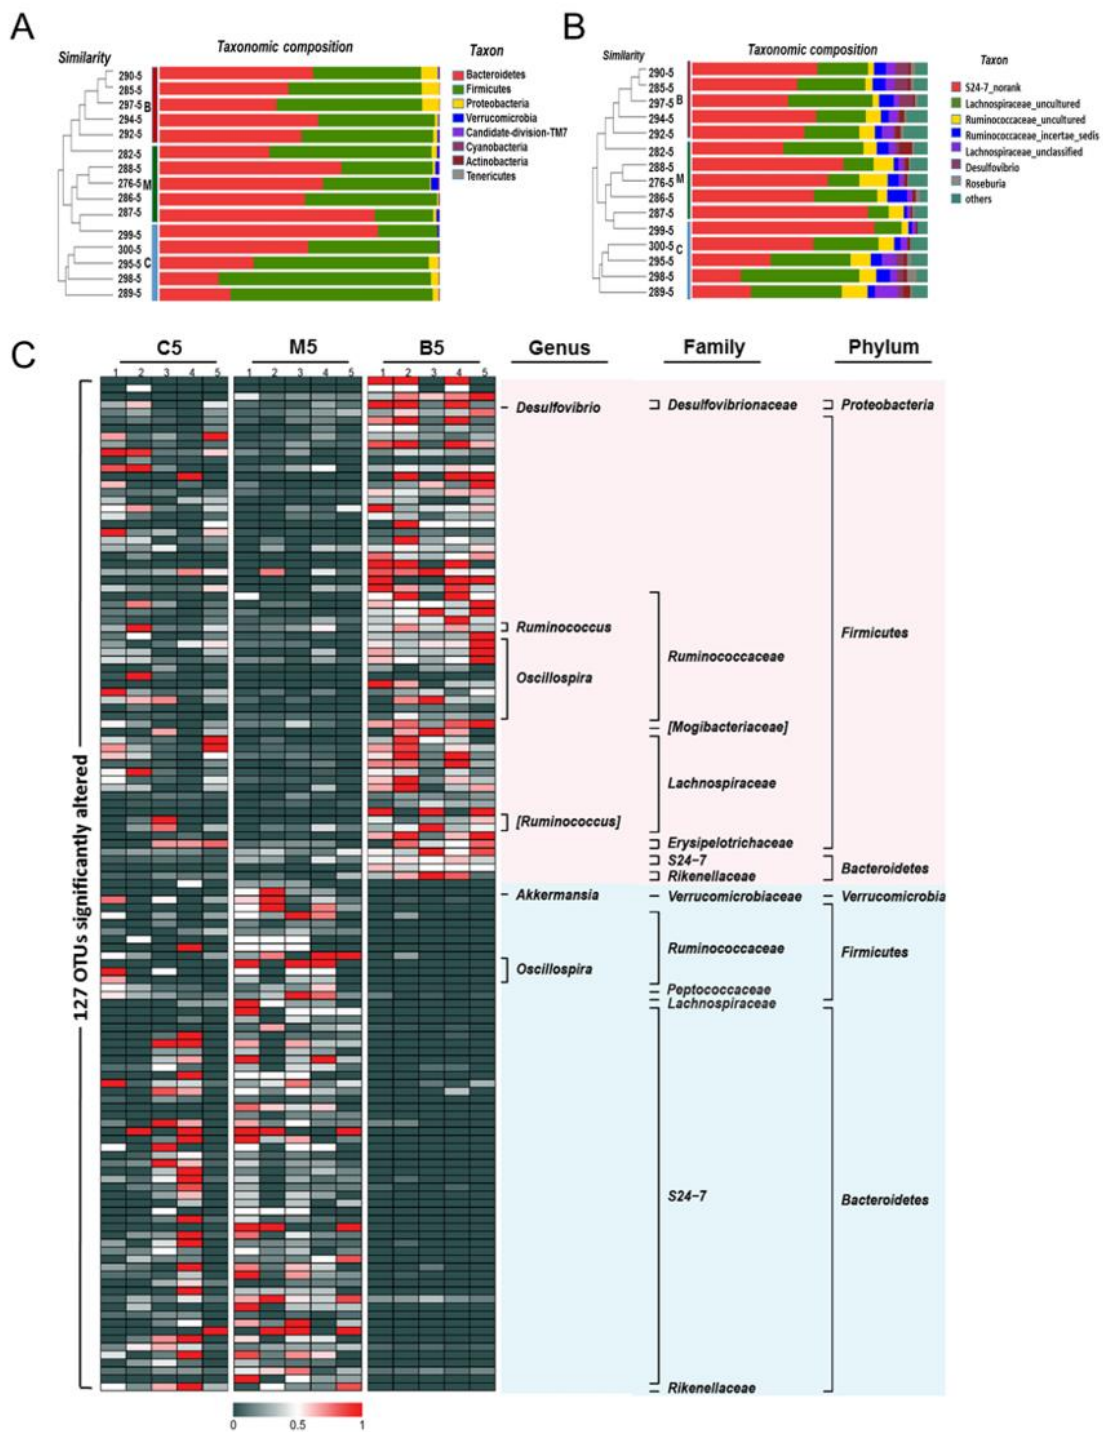 A
Similarity
Taxonomic composition
Taxon
290-5
285-5
297-5
B
294-5
292-5
282-5
288-5
276-5
M
286-5
287-5
299-5
300-5
295-5
C
298-5
289-5
Bacteroidetes
Firmicutes
Proteobacteria
Verrucomicrobia
Candidate-division-TM7
Cyanobacteria
Actinobacteria
Tenericutes
B
Similarity
Taxonomic composition
Taxon
290-5
285-5
297-5
B
294-5
292-5
282-5
288-5
276-5
M
286-5
287-5
299-5
300-5
C
295-5
298-5
289-5
S24-7_norank
Lachnospiraceae_uncultured
Ruminococcaceae_uncultured
Ruminococcaceae_incertae_sedis
Lachnospiraceae_unclassified
Desulfovibrio
Roseburia
others
C
C5 M5 B5 Genus Family Phylum
1 2 3 4 5 1 2 3 4 5 1 2 3 4 5
127 OTUs significantly altered
Desulfovibrio Desulfovibrionaceae Proteobacteria
Ruminococcus
Firmicutes
Ruminococcaceae
Oscillospira
[Mogibacteriaceae]
Lachnospiraceae
[Ruminococcus]
Erysipelotrichaceae
S24-7
Bacteroidetes
Rikenellaceae
Akkermansia Verrucomicrobiaceae Verrucomicrobia
Ruminococcaceae
Firmicutes
Oscillospira
Peptococcaceae
Lachnospiraceae
S24-7
Bacteroidetes
Rikenellaceae
0 0.5 1